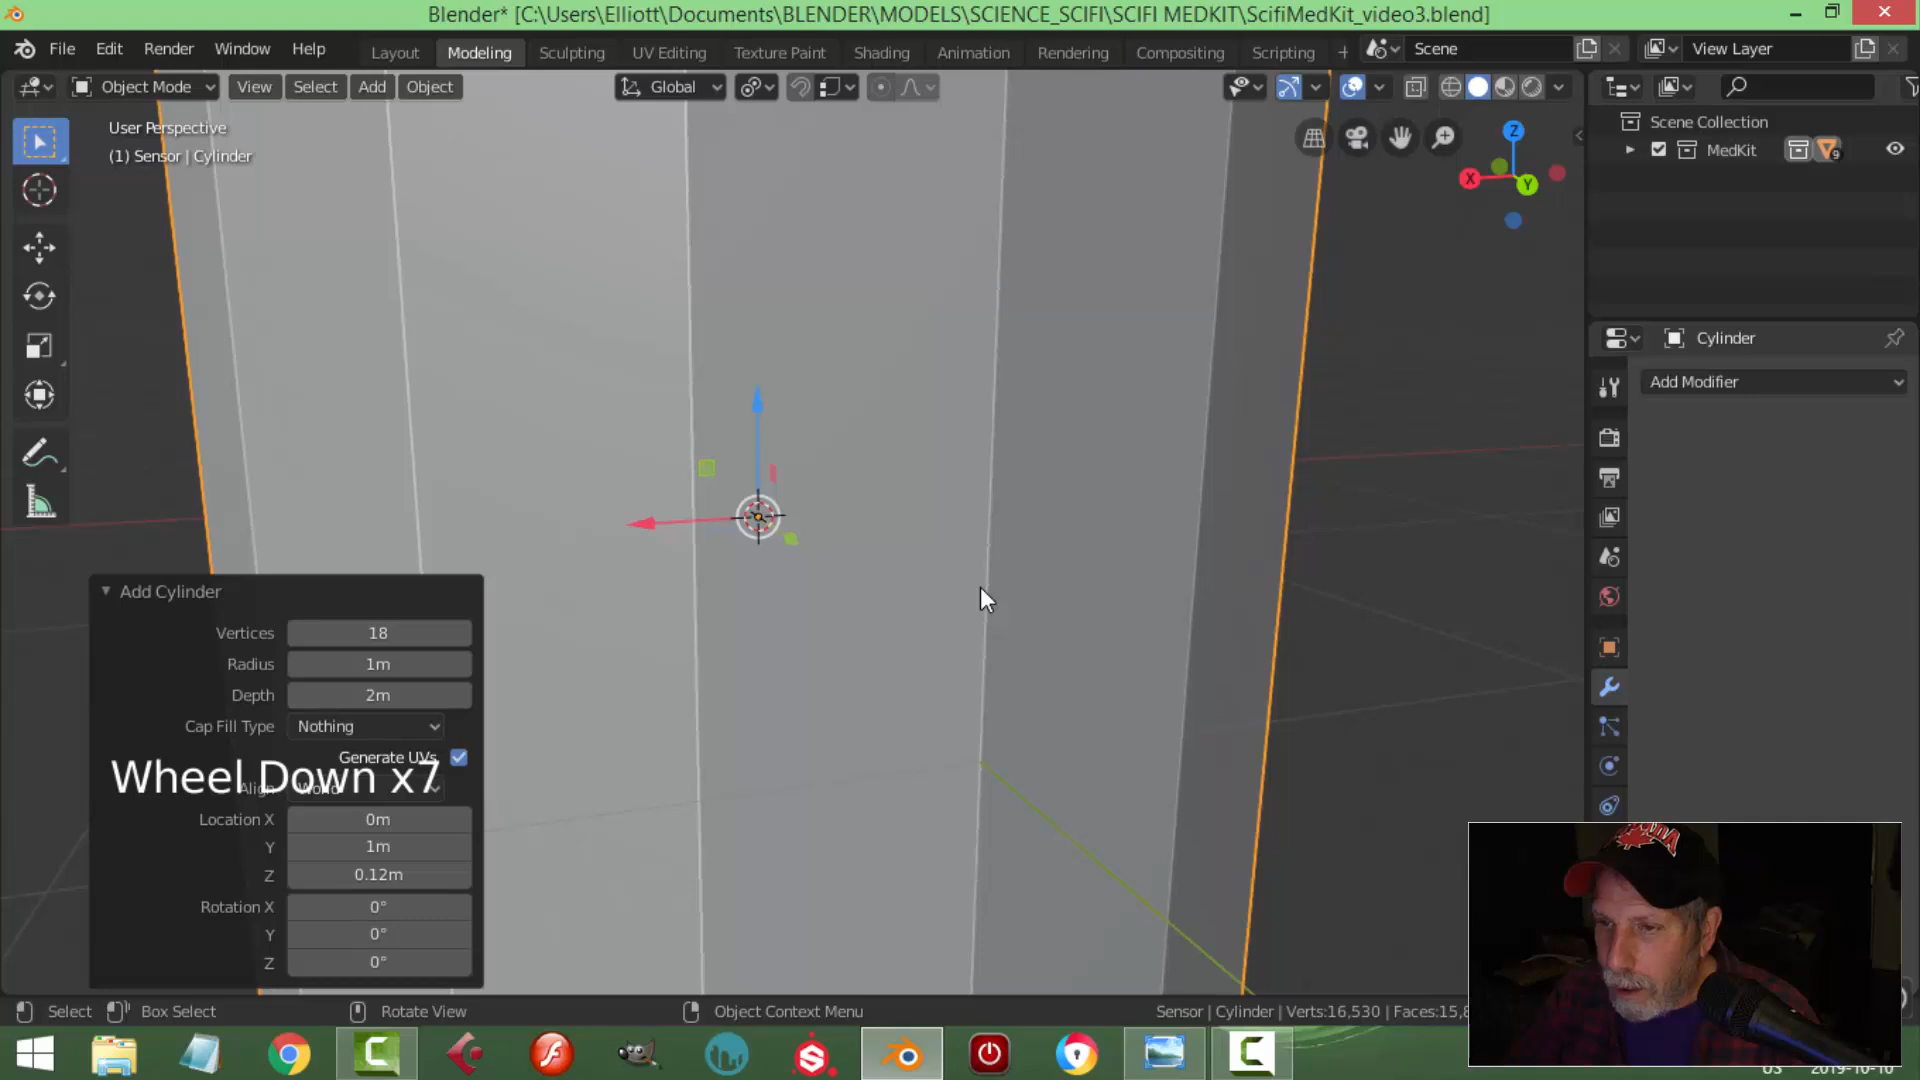 Blender* [C:\Users\Elliott\Documents\BLENDER\MODELS\SCIENCE_SCIFI\SCIFI MEDKIT\ScifiMedKit_video3.blend]
File Edit Render Window Help
Layout Modeling Sculpting UV Editing Texture Paint Shading Animation Rendering Compositing Scripting +
Scene
View Layer
Object Mode View Select Add Object
Global
User Perspective
(1) Sensor | Cylinder
Z
X
Y
Scene Collection
MedKit
9
Cylinder
Add Modifier
Add Cylinder
Vertices 18
Radius 1m
Depth 2m
Cap Fill Type Nothing
Generate UVs
Wheel Down x7
Align World
Location X 0m
Y 1m
Z 0.12m
Rotation X 0°
Y 0°
Z 0°
Select Box Select Rotate View Object Context Menu
Sensor | Cylinder | Verts:16,530 | Faces:15,8
US 2019-10-10